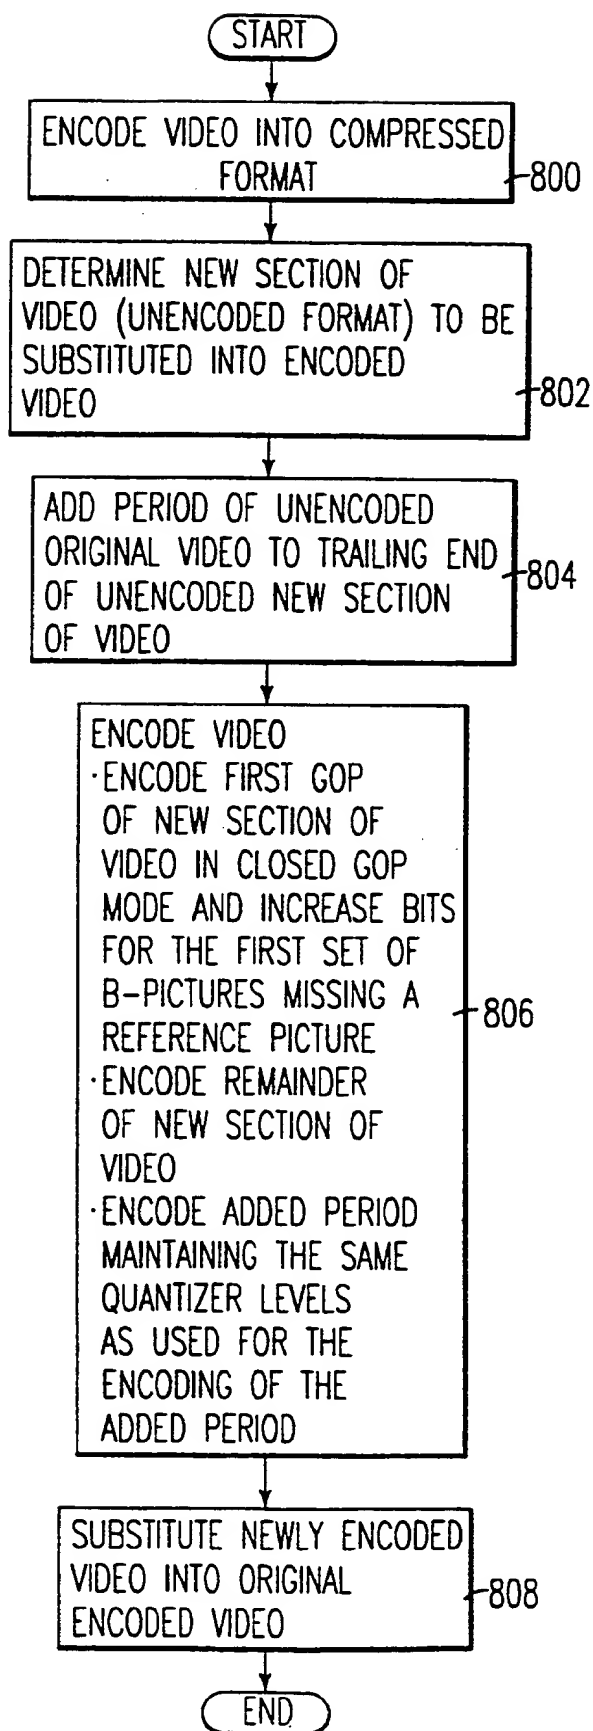 START
ENCODE VIDEO INTO COMPRESSED
FORMAT
800
DETERMINE NEW SECTION OF
VIDEO (UNENCODED FORMAT) TO BE
SUBSTITUTED INTO ENCODED
VIDEO
802
ADD PERIOD OF UNENCODED
ORIGINAL VIDEO TO TRAILING END
OF UNENCODED NEW SECTION
OF VIDEO
804
ENCODE VIDEO
·ENCODE FIRST GOP
OF NEW SECTION OF
VIDEO IN CLOSED GOP
MODE AND INCREASE BITS
FOR THE FIRST SET OF
B-PICTURES MISSING A
REFERENCE PICTURE
·ENCODE REMAINDER
OF NEW SECTION OF
VIDEO
·ENCODE ADDED PERIOD
MAINTAINING THE SAME
QUANTIZER LEVELS
AS USED FOR THE
ENCODING OF THE
ADDED PERIOD
806
SUBSTITUTE NEWLY ENCODED
VIDEO INTO ORIGINAL
ENCODED VIDEO
808
END